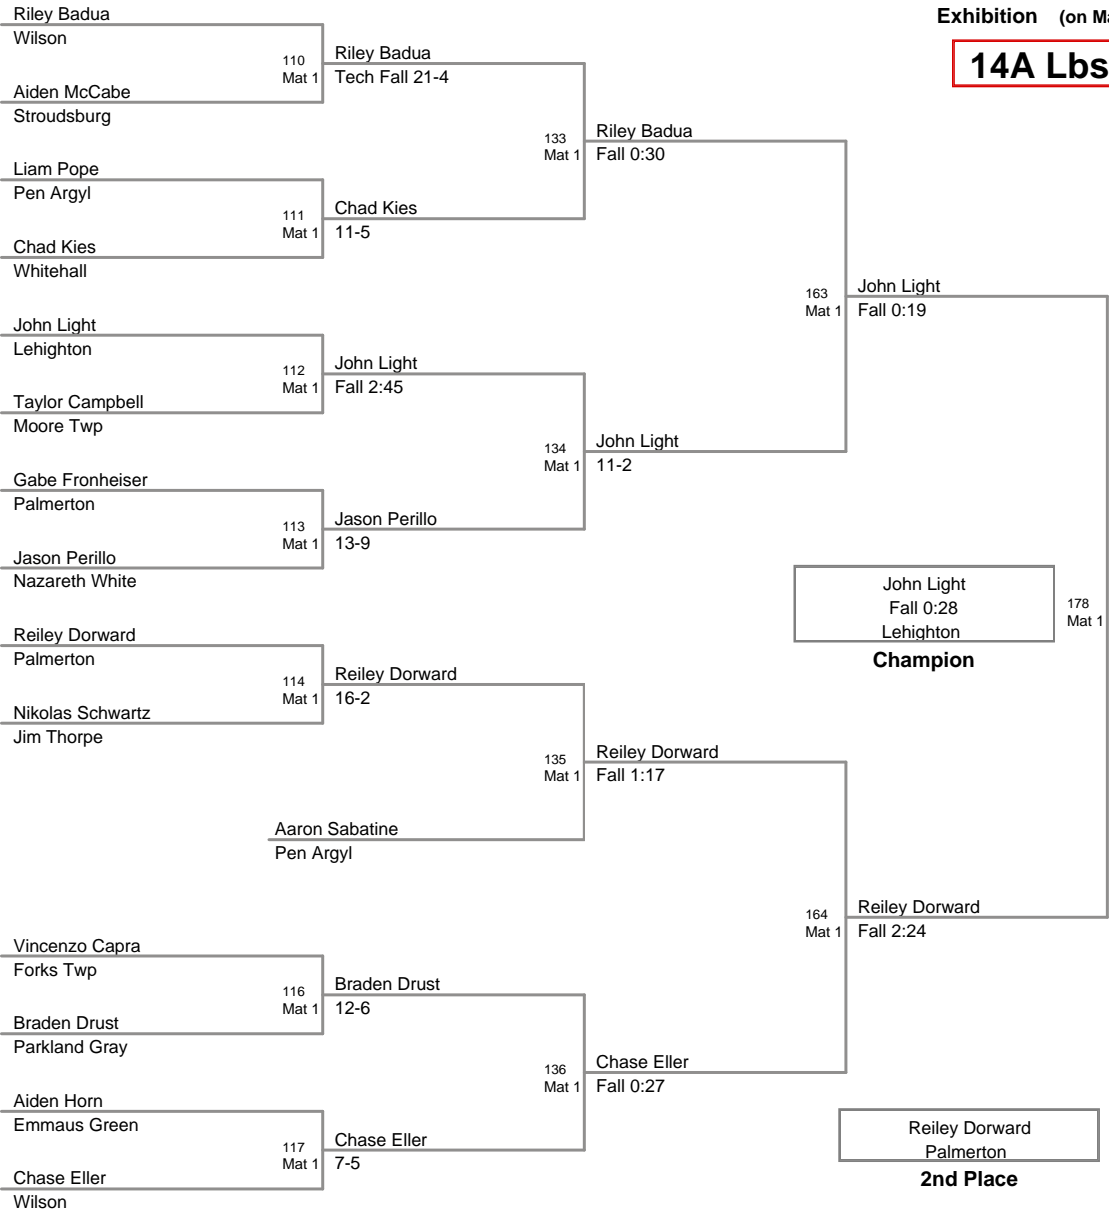 Riley Badua
Wilson
Exhibition (on Ma
14A Lbs
110
Mat 1
Riley Badua
Tech Fall 21-4
Aiden McCabe
Stroudsburg
133
Mat 1
Riley Badua
Fall 0:30
Liam Pope
Pen Argyl
111
Mat 1
Chad Kies
11-5
Chad Kies
Whitehall
163
Mat 1
John Light
Fall 0:19
John Light
Lehighton
112
Mat 1
John Light
Fall 2:45
Taylor Campbell
Moore Twp
134
Mat 1
John Light
11-2
Gabe Fronheiser
Palmerton
113
Mat 1
Jason Perillo
13-9
Jason Perillo
Nazareth White
John Light
Fall 0:28
Lehighton
Champion
178
Mat 1
Reiley Dorward
Palmerton
114
Mat 1
Reiley Dorward
16-2
Nikolas Schwartz
Jim Thorpe
135
Mat 1
Reiley Dorward
Fall 1:17
Aaron Sabatine
Pen Argyl
164
Mat 1
Reiley Dorward
Fall 2:24
Vincenzo Capra
Forks Twp
116
Mat 1
Braden Drust
12-6
Braden Drust
Parkland Gray
136
Mat 1
Chase Eller
Fall 0:27
Aiden Horn
Emmaus Green
117
Mat 1
Chase Eller
7-5
Chase Eller
Wilson
Reiley Dorward
Palmerton
2nd Place